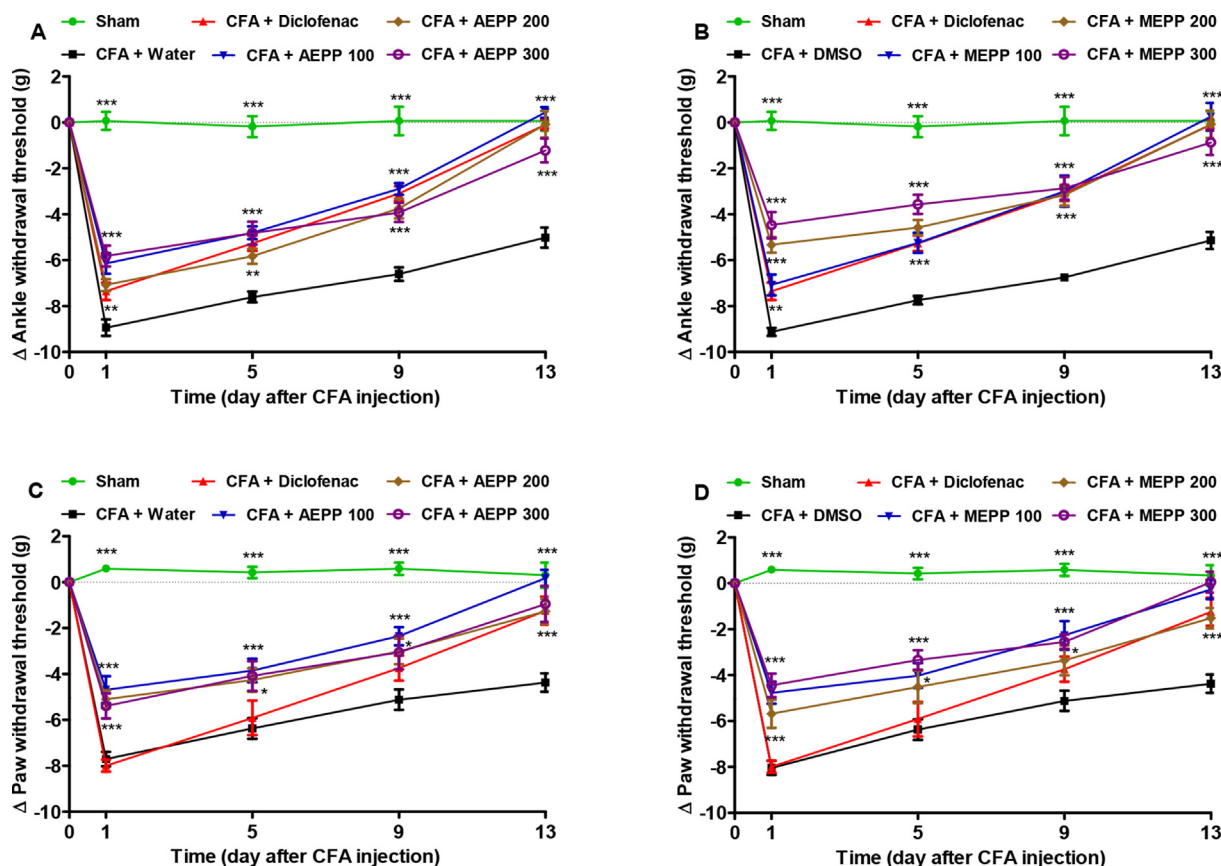 A
Sham
CFA + Diclofenac
CFA + AEPP 200
CFA + Water
CFA + AEPP 100
CFA + AEPP 300
Δ Ankle withdrawal threshold (g)
2
0
-2
-4
-6
-8
-10
*** *** *** ***
*** *** *** ***
** ** ***
0 1 5 9 13
Time (day after CFA injection)
B
Sham
CFA + Diclofenac
CFA + MEPP 200
CFA + DMSO
CFA + MEPP 100
CFA + MEPP 300
Δ Ankle withdrawal threshold (g)
2
0
-2
-4
-6
-8
-10
*** *** *** ***
*** *** *** ***
*** *** **
0 1 5 9 13
Time (day after CFA injection)
C
Sham
CFA + Diclofenac
CFA + AEPP 200
CFA + Water
CFA + AEPP 100
CFA + AEPP 300
Δ Paw withdrawal threshold (g)
2
0
-2
-4
-6
-8
-10
*** *** *** ***
*** *** *** ***
*** * *
0 1 5 9 13
Time (day after CFA injection)
D
Sham
CFA + Diclofenac
CFA + MEPP 200
CFA + DMSO
CFA + MEPP 100
CFA + MEPP 300
Δ Paw withdrawal threshold (g)
2
0
-2
-4
-6
-8
-10
*** *** *** ***
*** *** *** ***
*** * *
0 1 5 9 13
Time (day after CFA injection)